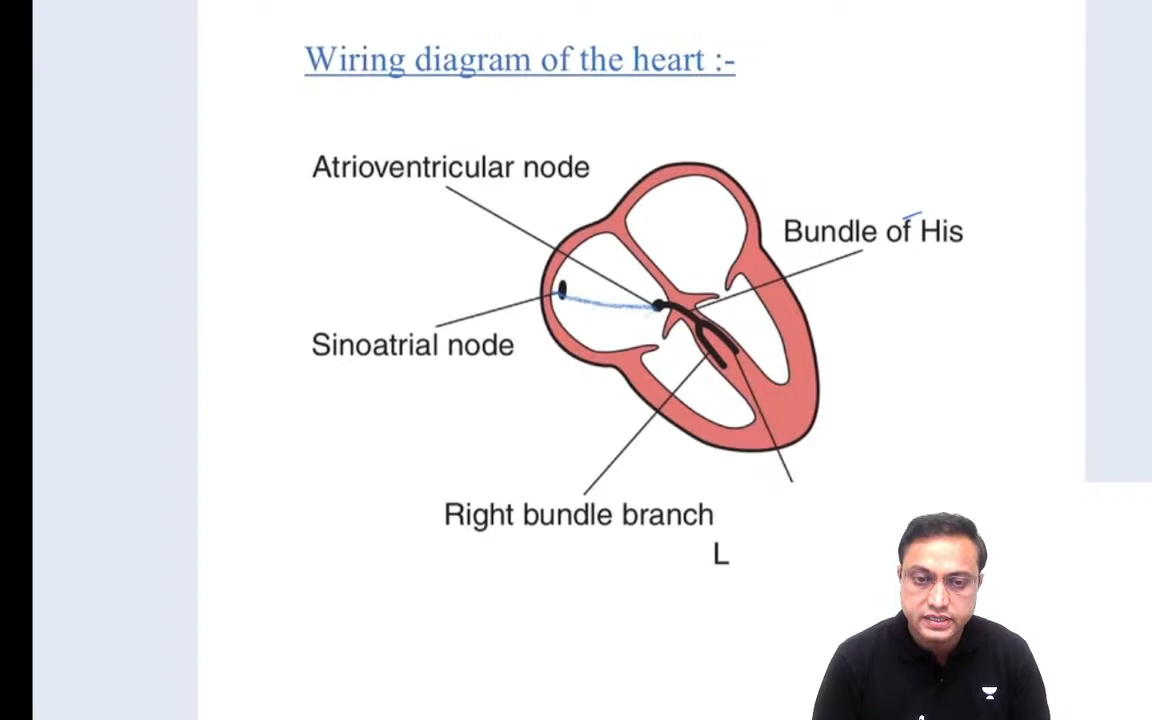 Wiring diagram of the heart :-
Atrioventricular node
Bundle of His
Sinoatrial node
Right bundle branch
L